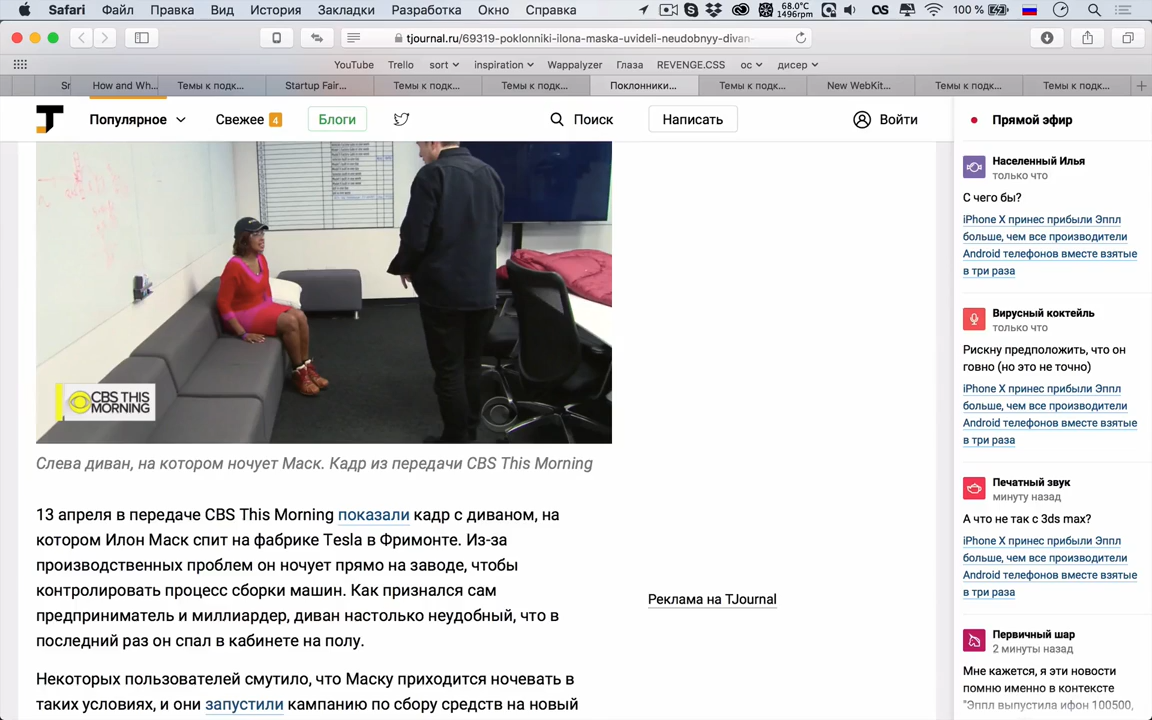 Safari Файл Правка Вид История Закладки Разработка Окно Справка 68.0°C 1496rpm 100 %
tjournal.ru/69319-poklonniki-ilona-maska-uvideli-neudobnyy-divan-
YouTube Trello sort inspiration Wappalyzer Глаза REVENGE.CSS ос дисер
Sr How and Wh... Темы к подк... Startup Fair... Темы к подк... Темы к подк... Поклонники... Темы к подк... New WebKit... Темы к подк... Темы к подк...
Популярное Свежее 4 Блоги Поиск Написать Войти
CBS THIS
MORNING
Слева диван, на котором ночует Маск. Кадр из передачи CBS This Morning
13 апреля в передаче CBS This Morning показали кадр с диваном, на
котором Илон Маск спит на фабрике Tesla в Фримонте. Из-за
производственных проблем он ночует прямо на заводе, чтобы
контролировать процесс сборки машин. Как признался сам
предприниматель и миллиардер, диван настолько неудобный, что в
последний раз он спал в кабинете на полу.
Некоторых пользователей смутило, что Маску приходится ночевать в
таких условиях, и они запустили кампанию по сбору средств на новый
Реклама на TJournal
Прямой эфир
Населенный Илья
только что
С чего бы?
iPhone X принес прибыли Эппл
больше, чем все производители
Android телефонов вместе взятые
в три раза
Вирусный коктейль
только что
Рискну предположить, что он
говно (но это не точно)
iPhone X принес прибыли Эппл
больше, чем все производители
Android телефонов вместе взятые
в три раза
Печатный звук
минуту назад
А что не так с 3ds max?
iPhone X принес прибыли Эппл
больше, чем все производители
Android телефонов вместе взятые
в три раза
Первичный шар
2 минуты назад
Мне кажется, я эти новости
помню именно в контексте
"Эппл выпустила ифон 100500,